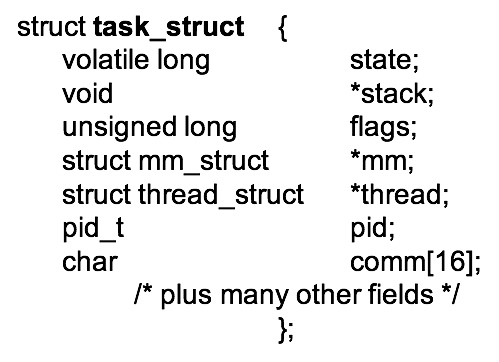 struct task_struct {
volatile long state;
void *stack;
unsigned long flags;
struct mm_struct *mm;
struct thread_struct *thread;
pid_t pid;
char comm[16];
/* plus many other fields */
};